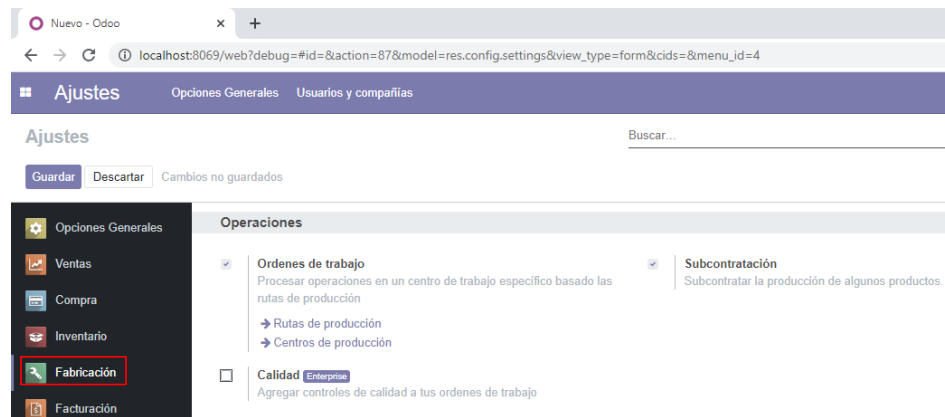 Nuevo - Odoo
localhost:8069/web?debug=#id=&action=87&model=res.config.settings&view_type=form&cids=&menu_id=4
Ajustes Opciones Generales Usuarios y compañías
Ajustes Buscar...
Guardar Descartar Cambios no guardados
Opciones Generales
Ventas
Compra
Inventario
Fabricación
Facturación
Operaciones
Ordenes de trabajo
Procesar operaciones en un centro de trabajo específico basado las
rutas de producción
Rutas de producción
Centros de producción
Subcontratación
Subcontratar la producción de algunos productos.
Calidad Enterprise
Agregar controles de calidad a tus ordenes de trabajo